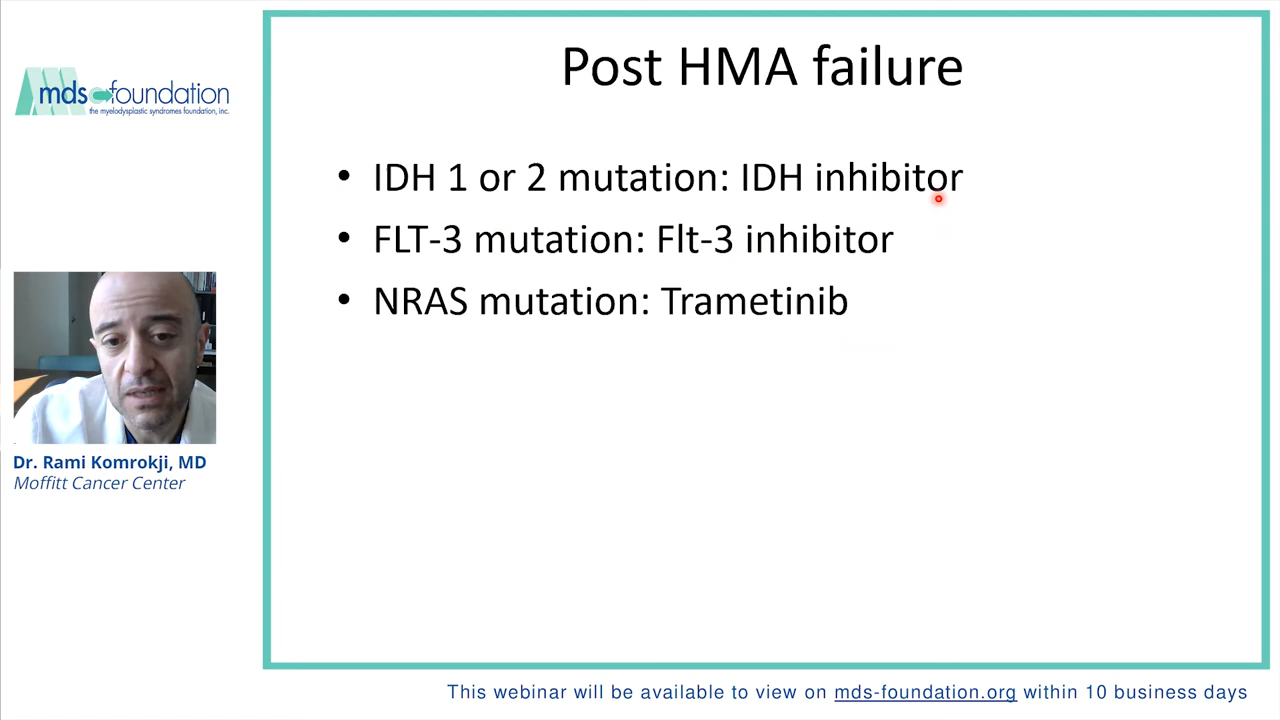 mds foundation
the myelodysplastic syndromes foundation, inc.
Post HMA failure
• IDH 1 or 2 mutation: IDH inhibitor
• FLT-3 mutation: Flt-3 inhibitor
• NRAS mutation: Trametinib
Dr. Rami Komrokji, MD
Moffitt Cancer Center
This webinar will be available to view on mds-foundation.org within 10 business days